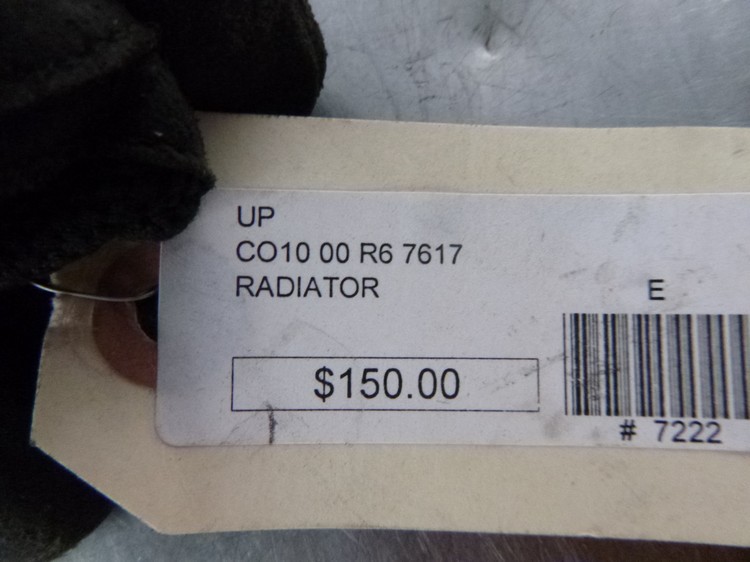 UP
CO10 00 R6 7617
RADIATOR
E
$150.00
# 7222